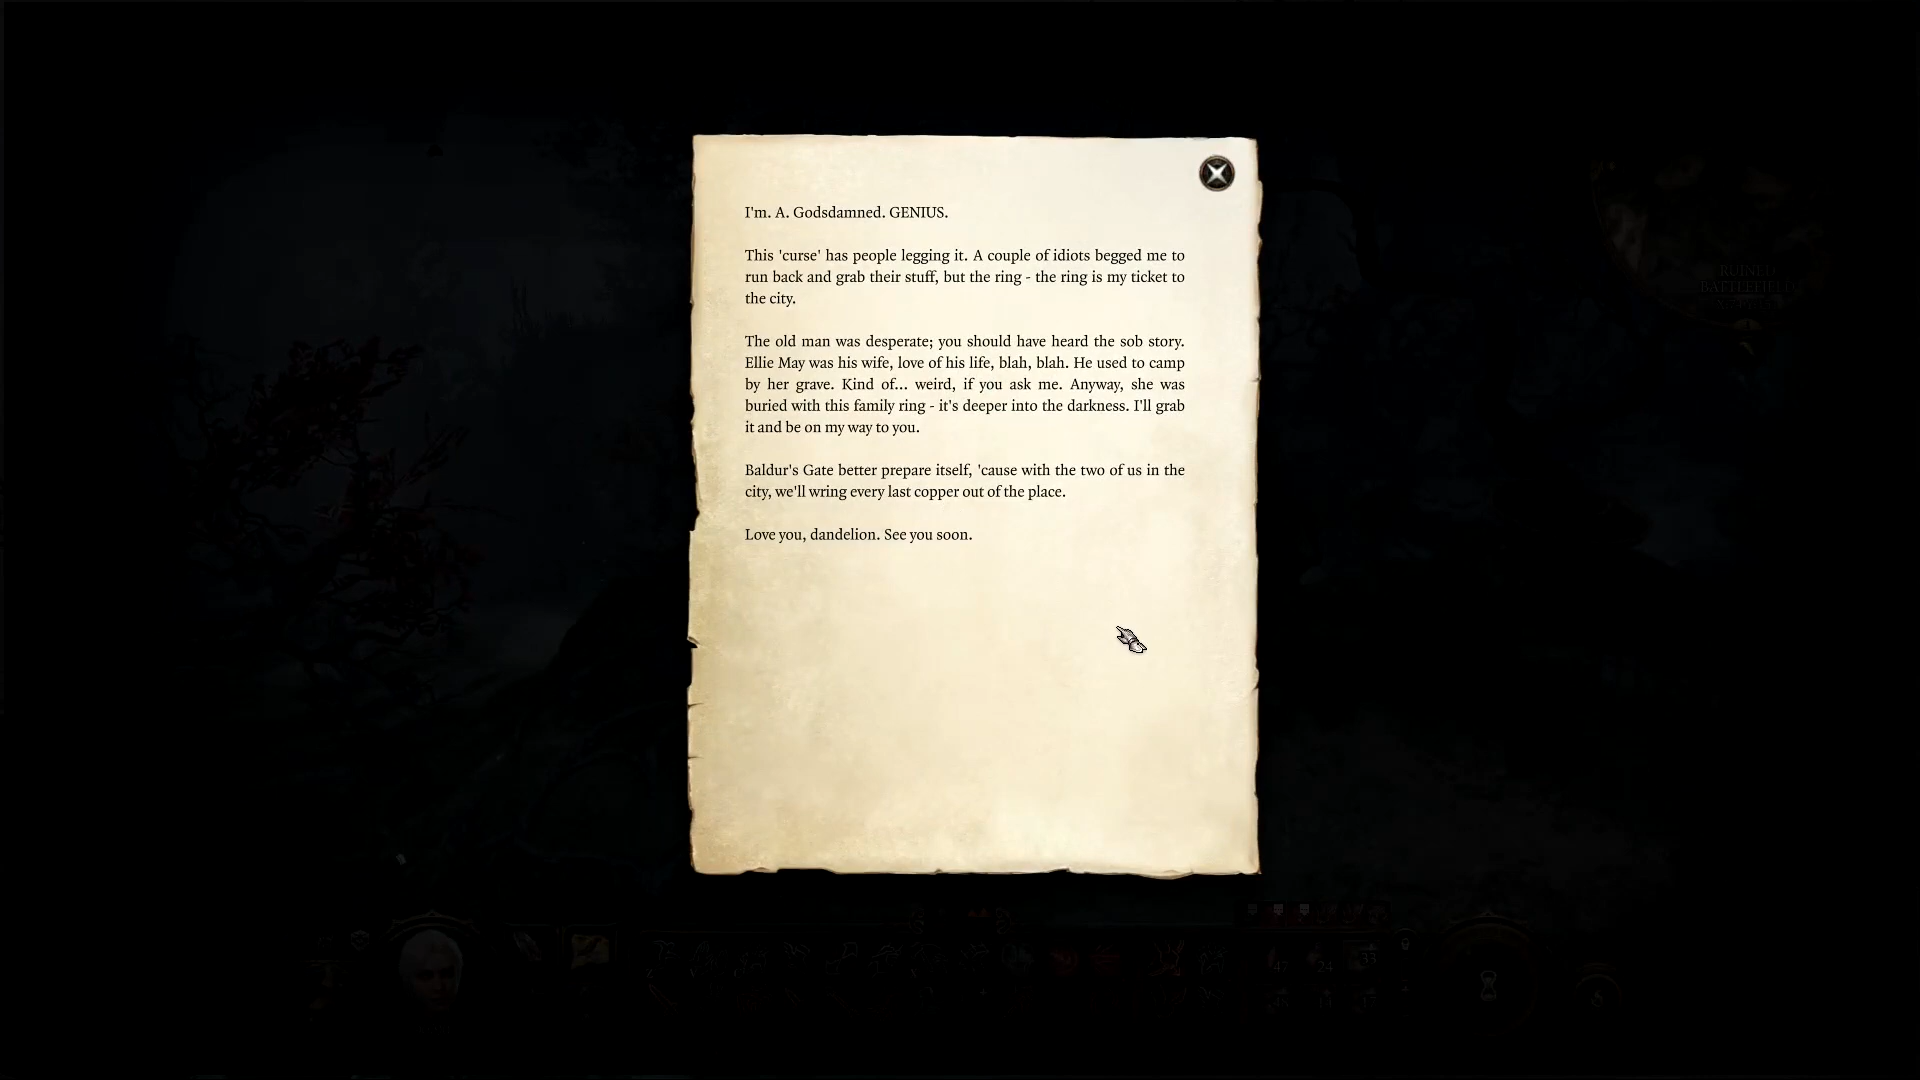 I'm. A. Godsdamned. GENIUS.
This 'curse' has people legging it. A couple of idiots begged me to
run back and grab their stuff, but the ring - the ring is my ticket to
the city.
The old man was desperate; you should have heard the sob story.
Ellie May was his wife, love of his life, blah, blah. He used to camp
by her grave. Kind of... weird, if you ask me. Anyway, she was
buried with this family ring - it's deeper into the darkness. I'll grab
it and be on my way to you.
Baldur's Gate better prepare itself, 'cause with the two of us in the
city, we'll wring every last copper out of the place.
Love you, dandelion. See you soon.
RUINED
BATTLEFIELD